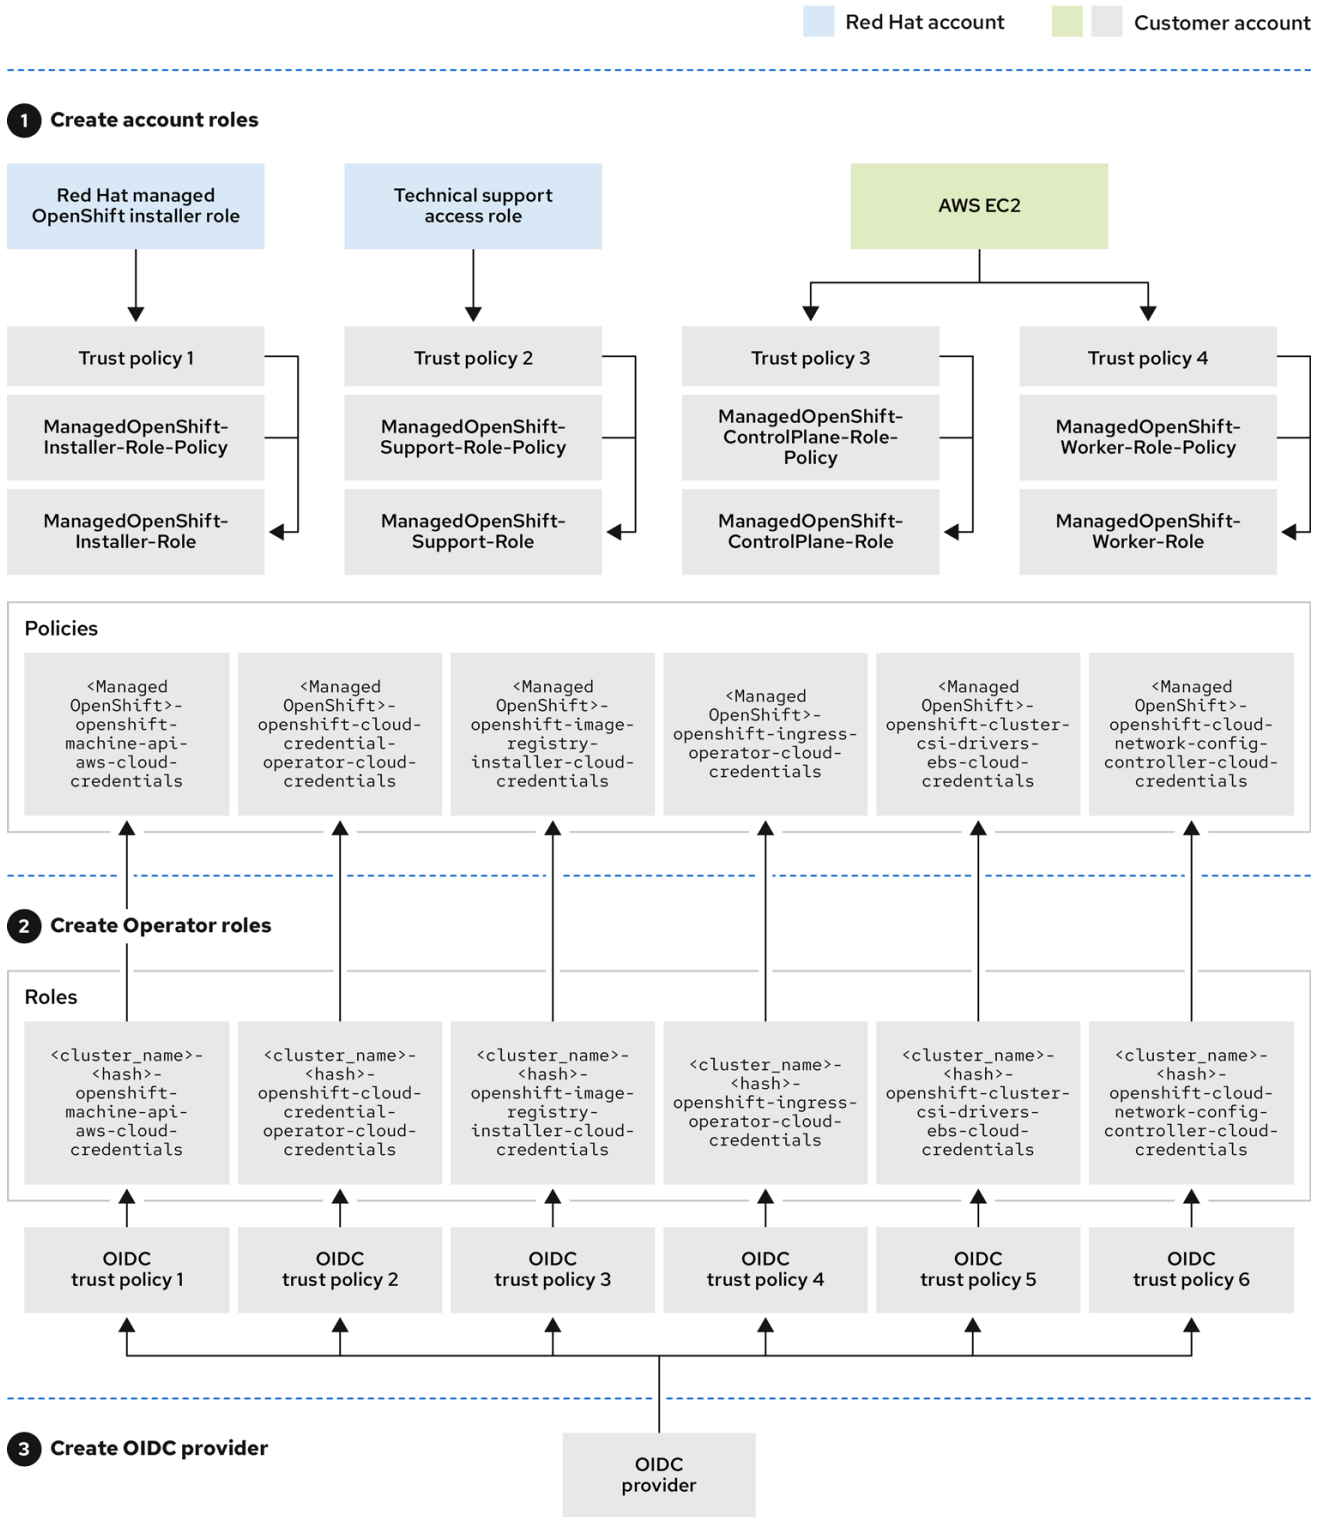 Red Hat account
Customer account
1 Create account roles
Red Hat managed
OpenShift installer role
Technical support
access role
AWS EC2
Trust policy 1
ManagedOpenShift-
Installer-Role-Policy
ManagedOpenShift-
Installer-Role
Trust policy 2
ManagedOpenShift-
Support-Role-Policy
ManagedOpenShift-
Support-Role
Trust policy 3
ManagedOpenShift-
ControlPlane-Role-
Policy
ManagedOpenShift-
ControlPlane-Role
Trust policy 4
ManagedOpenShift-
Worker-Role-Policy
ManagedOpenShift-
Worker-Role
Policies
<Managed
OpenShift>-
openshift-
machine-api-
aws-cloud-
credentials
<Managed
OpenShift>-
openshift-cloud-
credential-
operator-cloud-
credentials
<Managed
OpenShift>-
openshift-image-
registry-
installer-cloud-
credentials
<Managed
OpenShift>-
openshift-ingress-
operator-cloud-
credentials
<Managed
OpenShift>-
openshift-cluster-
csi-drivers-
ebs-cloud-
credentials
<Managed
OpenShift>-
openshift-cloud-
network-config-
controller-cloud-
credentials
2 Create Operator roles
Roles
<cluster_name>-
<hash>-
openshift-
machine-api-
aws-cloud-
credentials
<cluster_name>-
<hash>-
openshift-cloud-
credential-
operator-cloud-
credentials
<cluster_name>-
<hash>-
openshift-image-
registry-
installer-cloud-
credentials
<cluster_name>-
<hash>-
openshift-ingress-
operator-cloud-
credentials
<cluster_name>-
<hash>-
openshift-cluster-
csi-drivers-
ebs-cloud-
credentials
<cluster_name>-
<hash>-
openshift-cloud-
network-config-
controller-cloud-
credentials
OIDC
trust policy 1
OIDC
trust policy 2
OIDC
trust policy 3
OIDC
trust policy 4
OIDC
trust policy 5
OIDC
trust policy 6
3 Create OIDC provider
OIDC
provider